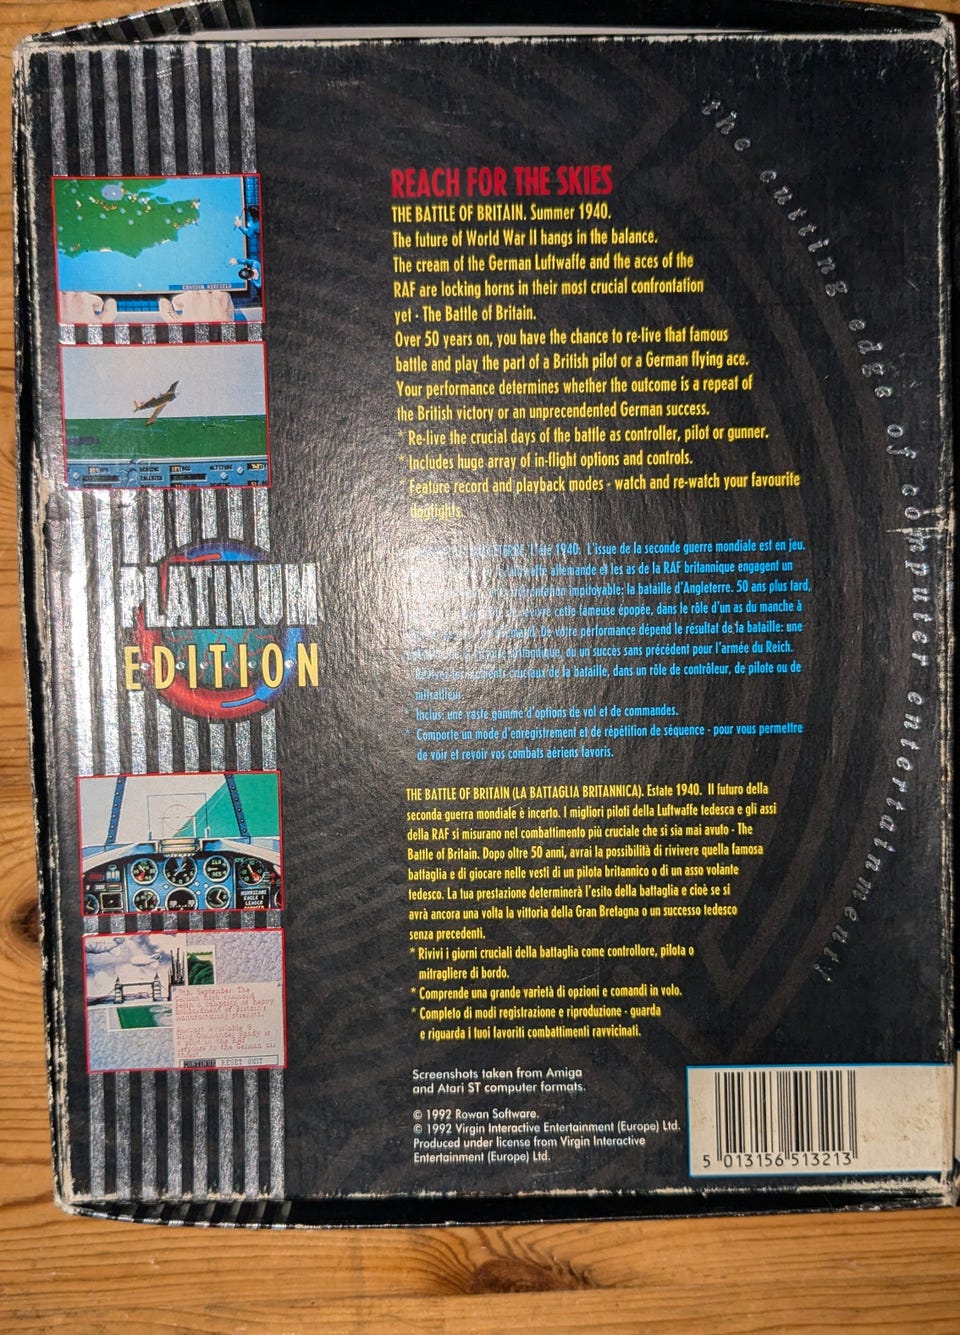 the cutting edge of computer entertainment!
REACH FOR THE SKIES
THE BATTLE OF BRITAIN. Summer 1940.
The future of World War II hangs in the balance.
The cream of the German Luftwaffe and the aces of the
RAF are locking horns in their most crucial confrontation
yet - The Battle of Britain.
Over 50 years on, you have the chance to re-live that famous
battle and play the part of a British pilot or a German flying ace.
Your performance determines whether the outcome is a repeat of
the British victory or an unprecendented German success.
* Re-live the crucial days of the battle as controller, pilot or gunner.
* Includes huge array of in-flight options and controls.
* Feature record and playback modes - watch and re-watch your favourite
dogfights.
PLATINUM
EDITION
L'été 1940: L'issue de la seconde guerre mondiale est en jeu.
allemande et les as de la RAF britannique engagent un
impitoyable: la bataille d'Angleterre. 50 ans plus tard,
cette fameuse épopée, dans le rôle d'un as du manche à
De votre performance dépend le résultat de la bataille: une
britannique, ou un succès sans précédent pour l'armée du Reich.
cruciaux de la bataille, dans un rôle de contrôleur, de pilote ou de
mitrailleur.
Inclus: une vaste gamme d'options de vol et de commandes.
* Comporte un mode d'enregistrement et de répétition de séquence - pour vous permettre
de voir et revoir vos combats aériens favoris.
THE BATTLE OF BRITAIN (LA BATTAGLIA BRITANNICA). Estate 1940. Il futuro della
seconda guerra mondiale è incerto. I migliori piloti della Luftwaffe tedesca e gli assi
della RAF si misurano nel combattimento più cruciale che si sia mai avuto - The
Battle of Britain. Dopo oltre 50 anni, avrai la possibilità di rivivere quella famosa
battaglia e di giocare nelle vesti di un pilota britannico o di un asso volante
tedesco. La tua prestazione determinerà l'esito della battaglia e cioè se si
avrà ancora una volta la vittoria della Gran Bretagna o un successo tedesco
senza precedenti.
* Rivivi i giorni cruciali della battaglia come controllore, pilota o
mitragliere di bordo.
* Comprende una grande varietà di opzioni e comandi in volo.
* Completo di modi registrazione e riproduzione - guarda
e riguarda i tuoi favoriti combattimenti ravvicinati.
CONTINUE RESET QUIT
Screenshots taken from Amiga
and Atari ST computer formats.
© 1992 Rowan Software.
© 1992 Virgin Interactive Entertainment (Europe) Ltd.
Produced under license from Virgin Interactive
Entertainment (Europe) Ltd.
5 013156 513213